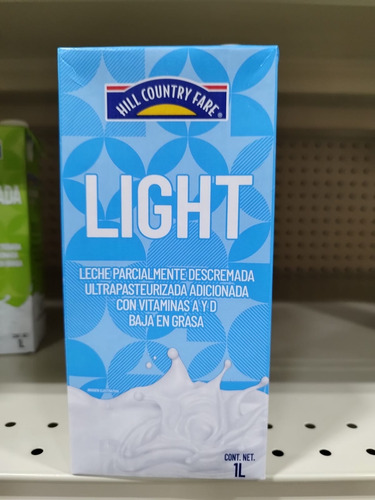 HILL COUNTRY FARE
LIGHT
LECHE PARCIALMENTE DESCREMADA
ULTRAPASTEURIZADA ADICIONADA
CON VITAMINAS A Y D
BAJA EN GRASA
CONT. NET.
1L